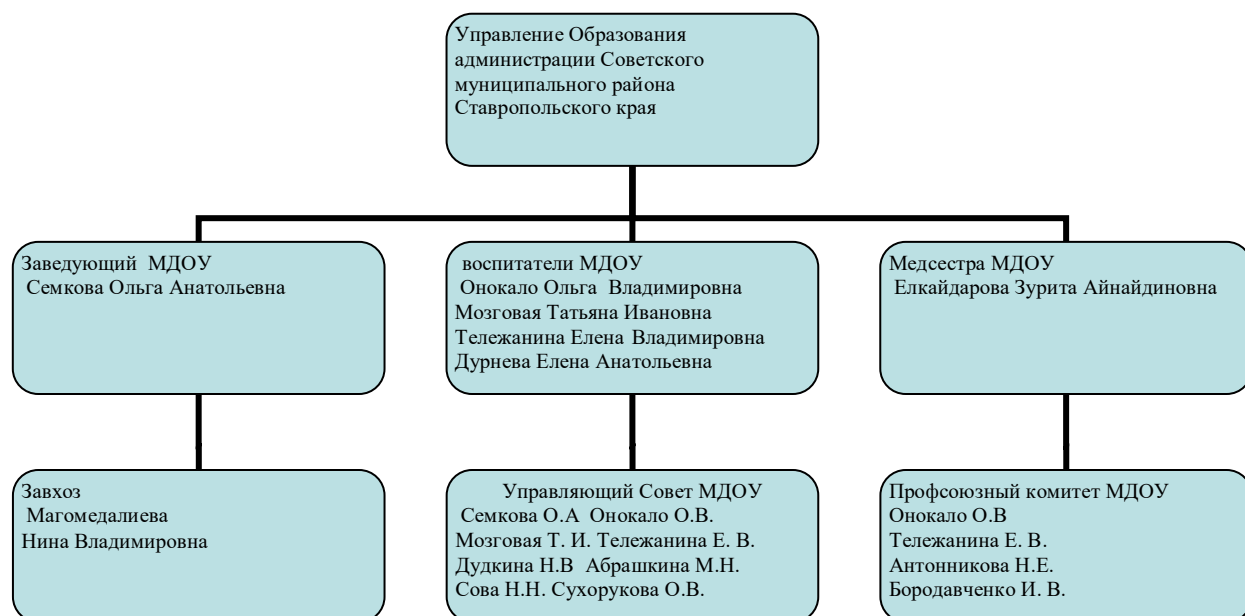 Управление Образования
администрации Советского
муниципального района
Ставропольского края
Заведующий МДОУ
Семкова Ольга Анатольевна
воспитатели МДОУ
Онокало Ольга Владимировна
Мозговая Татьяна Ивановна
Тележанина Елена Владимировна
Дурнева Елена Анатольевна
Медсестра МДОУ
Елкайдарова Зурита Айнайдиновна
Завхоз
Магомедалиева
Нина Владимировна
Управляющий Совет МДОУ
Семкова О.А Онокало О.В.
Мозговая Т. И. Тележанина Е. В.
Дудкина Н.В Абрашкина М.Н.
Сова Н.Н. Сухорукова О.В.
Профсоюзный комитет МДОУ
Онокало О.В
Тележанина Е. В.
Антонникова Н.Е.
Бородавченко И. В.